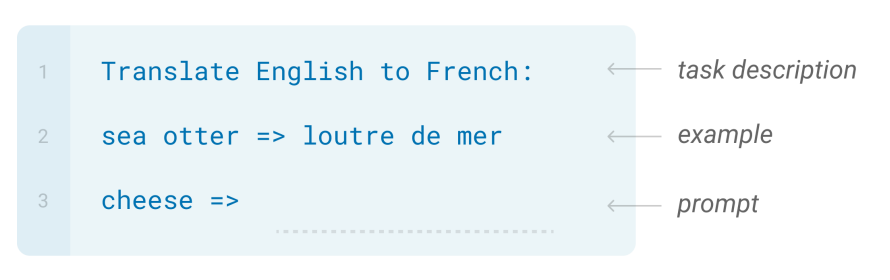 1 Translate English to French: task description
2 sea otter => loutre de mer example
3 cheese => prompt